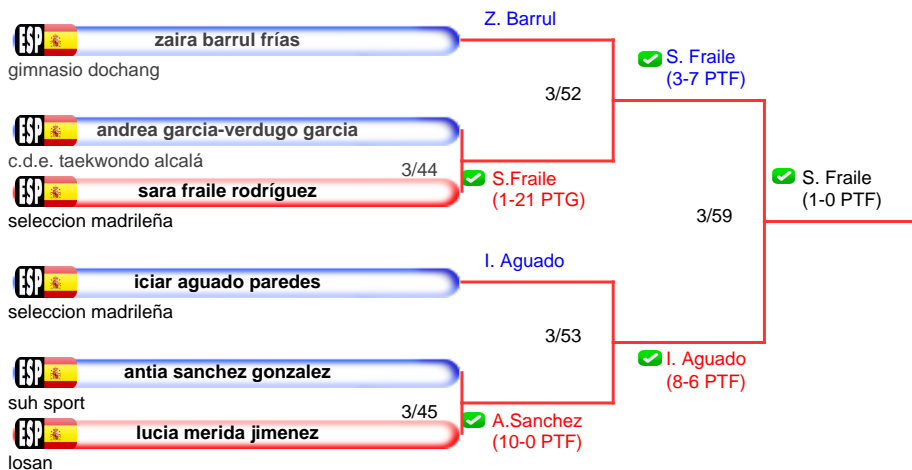 Z. Barrul
ESP zaira barrul frías
gimnasio dochang
S. Fraile
(3-7 PTF)
3/52
ESP andrea garcia-verdugo garcia
c.d.e. taekwondo alcalá
3/44
ESP sara fraile rodríguez
seleccion madrileña
S.Fraile
(1-21 PTG)
S. Fraile
(1-0 PTF)
3/59
I. Aguado
ESP iciar aguado paredes
seleccion madrileña
3/53
I. Aguado
(8-6 PTF)
ESP antia sanchez gonzalez
suh sport
3/45
ESP lucia merida jimenez
losan
A.Sanchez
(10-0 PTF)